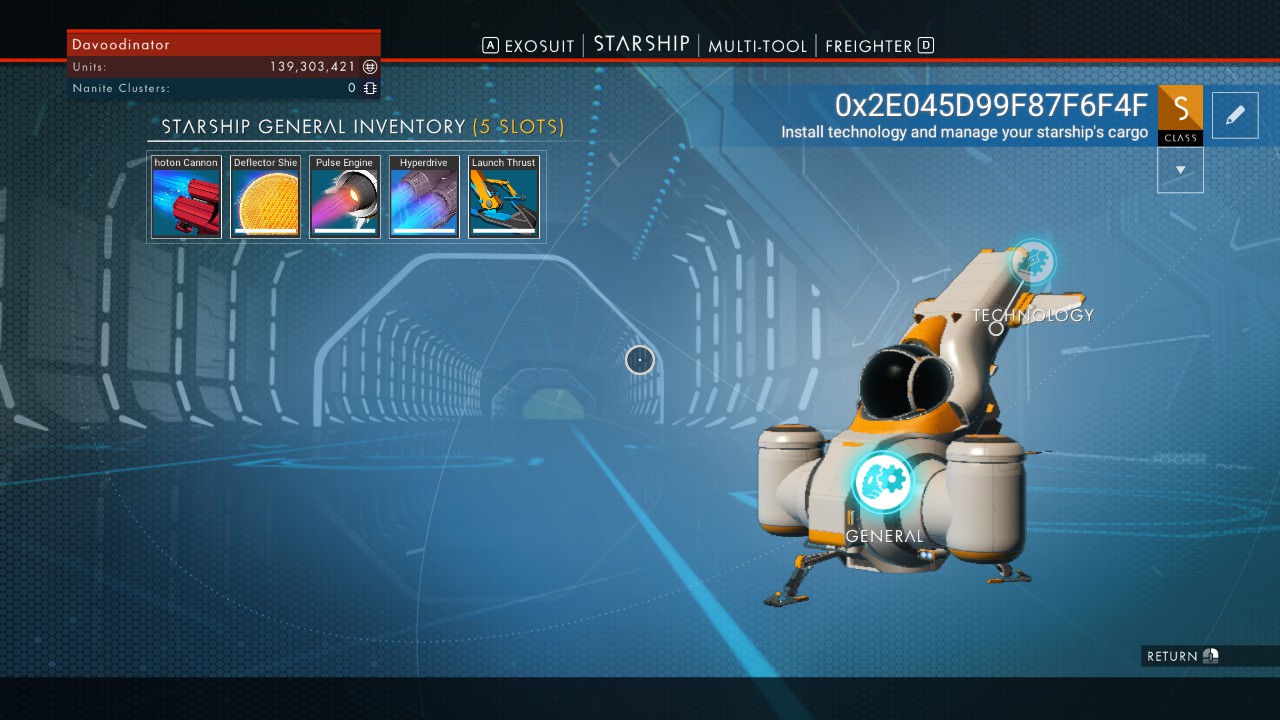 Davoodinator
Units: 139,303,421
Nanite Clusters: 0
A EXOSUIT STARSHIP MULTI-TOOL FREIGHTER D
0x2E045D99F87F6F4F
Install technology and manage your starship's cargo
S
CLASS
STARSHIP GENERAL INVENTORY (5 SLOTS)
hoton Cannon Deflector Shie Pulse Engine Hyperdrive Launch Thrust
TECHNOLOGY
GENERAL
RETURN